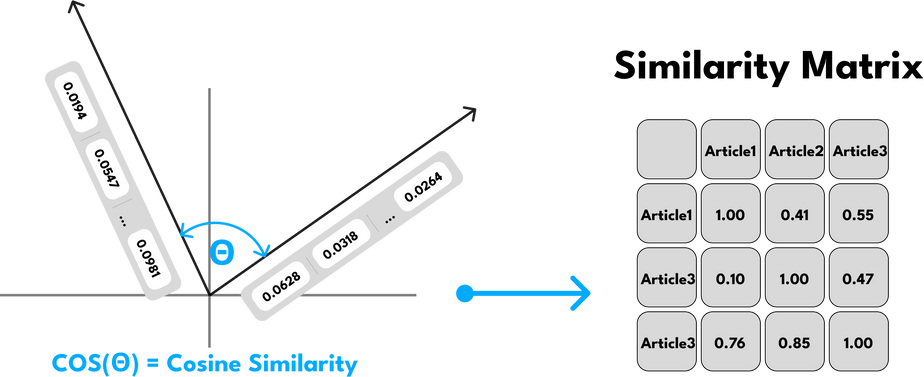 Similarity Matrix
0.0194
0.0547
...
0.0981
0.0628
0.0318
...
0.0264
Θ
COS(Θ) = Cosine Similarity
Article1 Article2 Article3
Article1 1.00 0.41 0.55
Article3 0.10 1.00 0.47
Article3 0.76 0.85 1.00